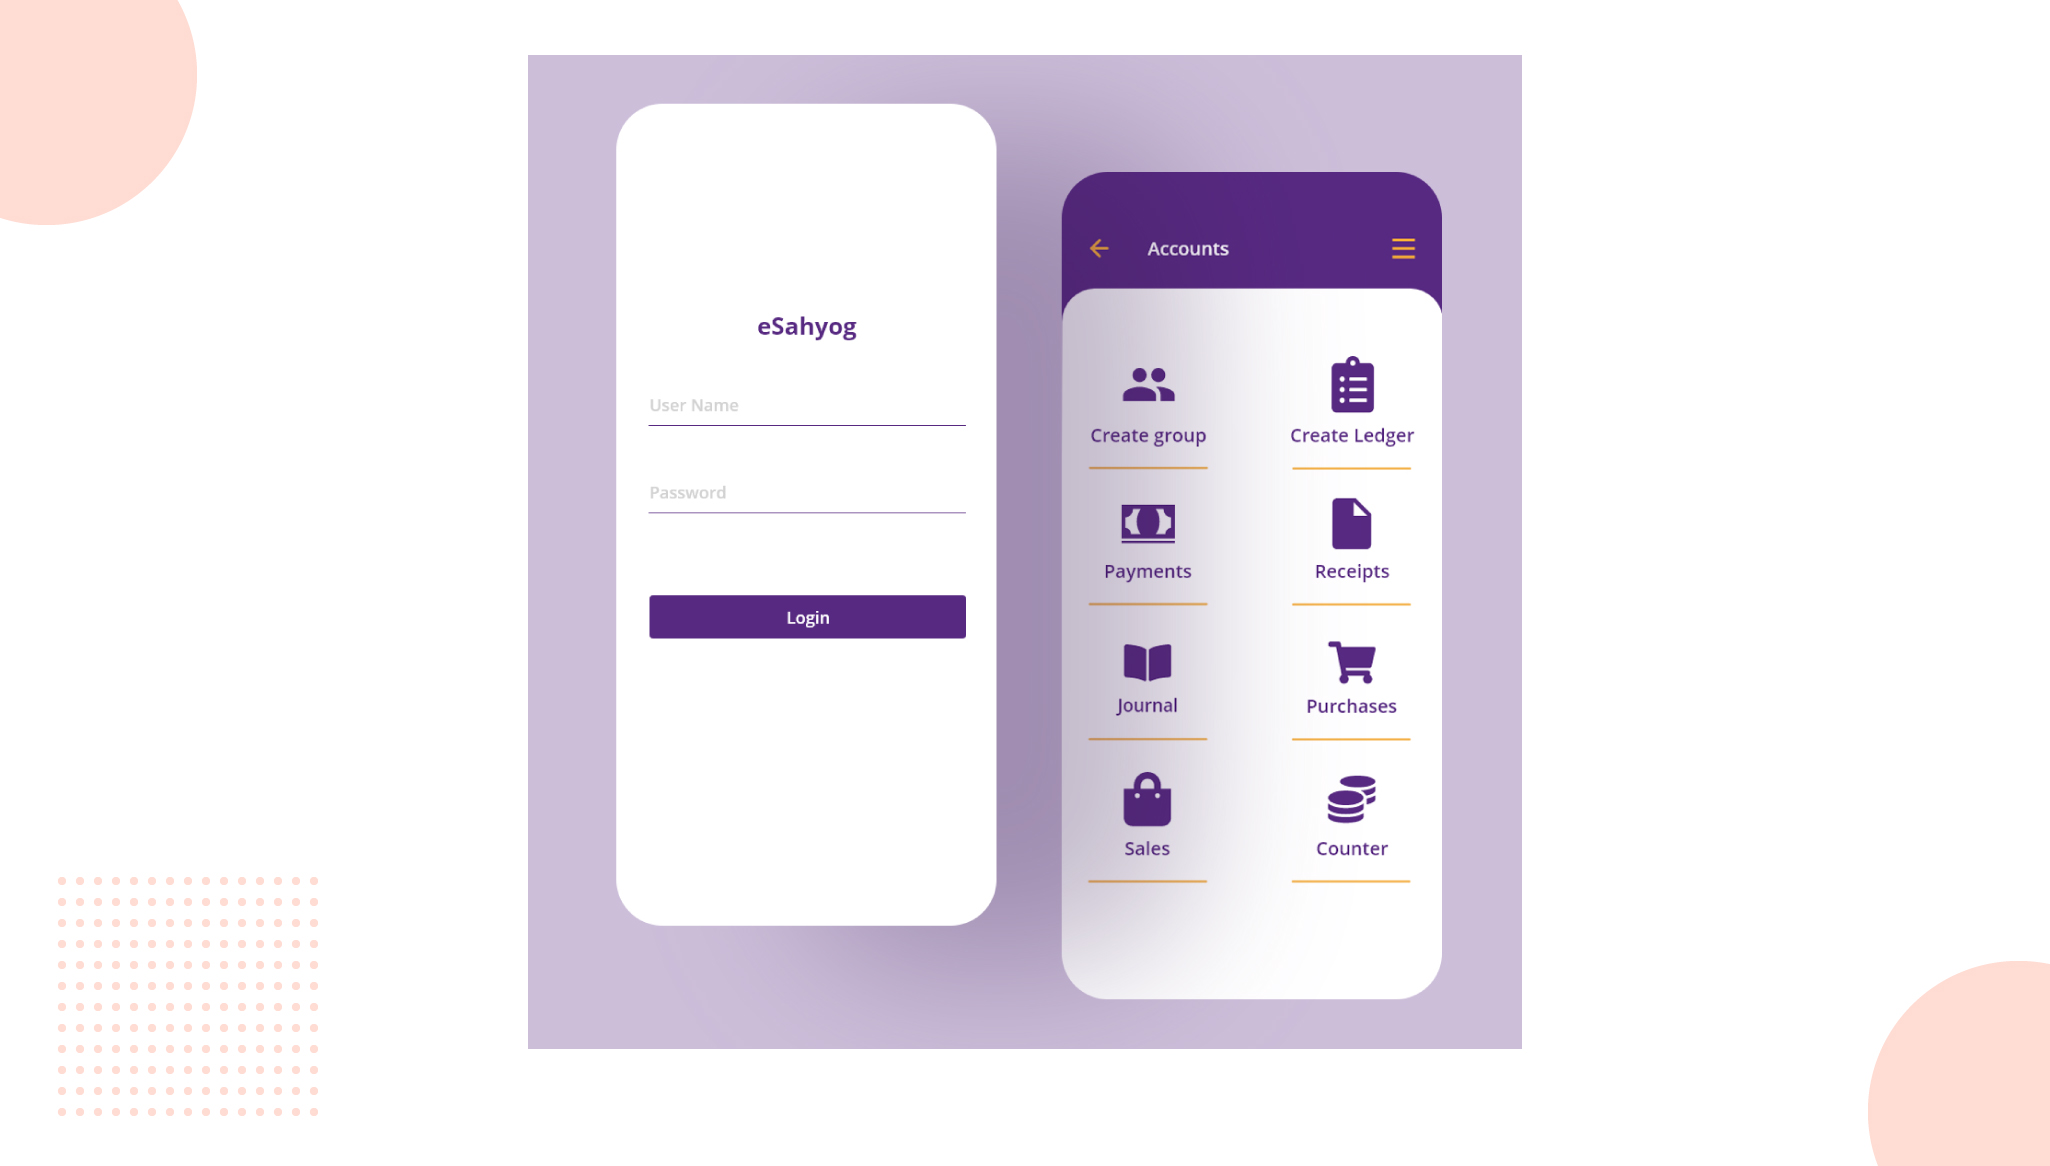 eSahyog
User Name
Password
Login
Accounts
Create group
Create Ledger
Payments
Receipts
Journal
Purchases
Sales
Counter